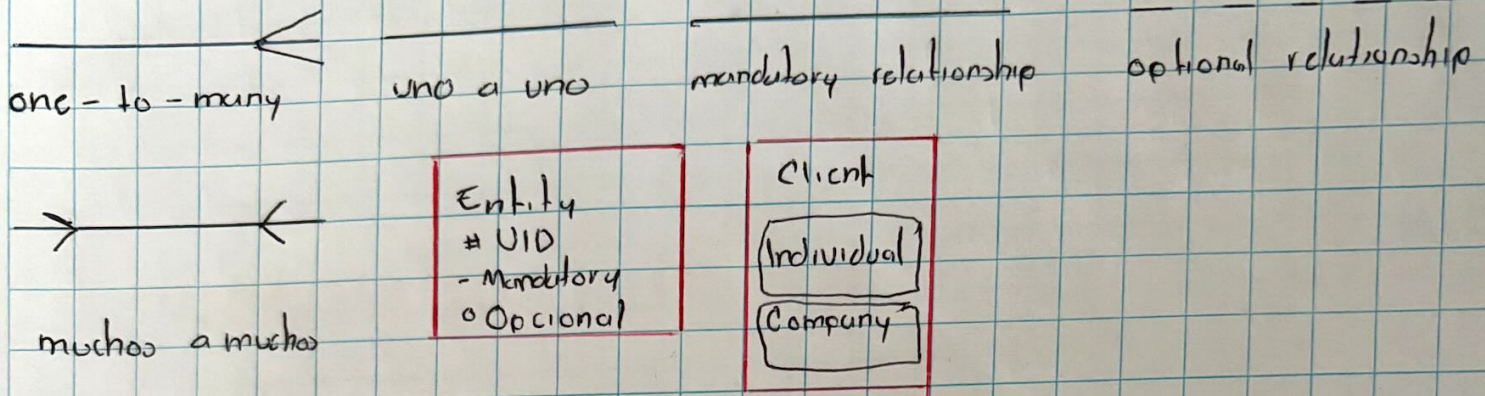 one-to-many
uno a uno
mandatory relationship
optional relationship
muchos a muchos
Entity
# UID
- Mandatory
o Opcional
Client
Individual
Company